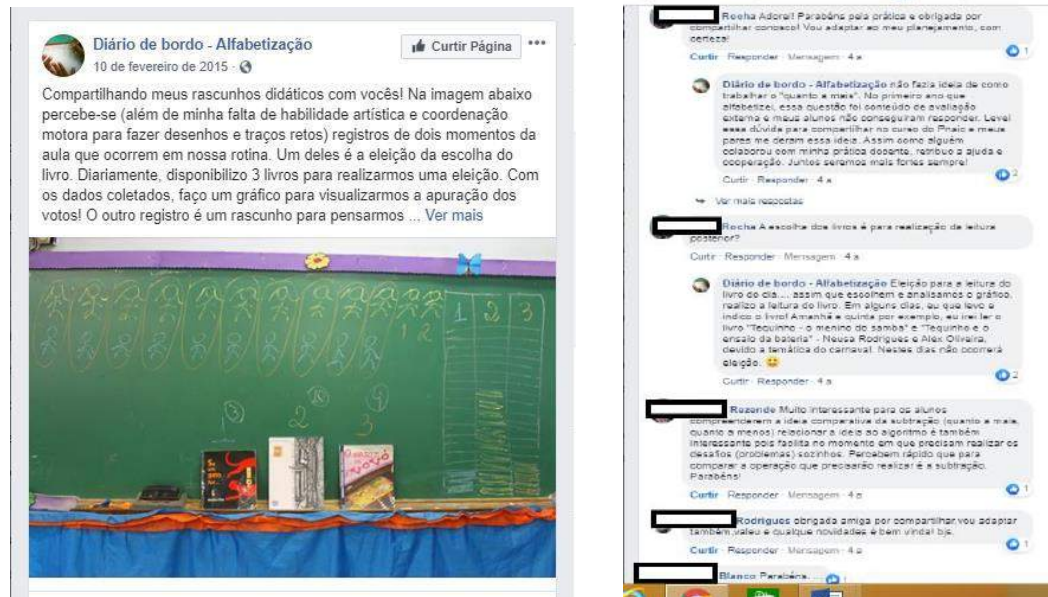 Diário de bordo - Alfabetização
Curtir Página
10 de fevereiro de 2015
Compartilhando meus rascunhos didáticos com vocês! Na imagem abaixo
percebe-se (além de minha falta de habilidade artística e coordenação
motora para fazer desenhos e traços retos) registros de dois momentos da
aula que ocorrem em nossa rotina. Um deles é a eleição da escolha do
livro. Diariamente, disponibilizo 3 livros para realizarmos uma eleição. Com
os dados coletados, faço um gráfico para visualizarmos a apuração dos
votos! O outro registro é um rascunho para pensarmos ... Ver mais
1 2 3
1 2
3 10 9
1 2 3
Rocha Adorei! Parabéns pela prática e obrigada por
compartilhar conosco! Vou adaptar ao meu planejamento, com
certeza!
Curtir Responder Mensagem 4 a
1
Diário de bordo - Alfabetização não fazia ideia de como
trabalhar o "quanto a mais". No primeiro ano que
alfabetizei, essa questão foi conteúdo de avaliação
externa e meus alunos não conseguiram responder. Levei
essa dúvida para compartilhar no curso do Pnaic e meus
pares me deram essa ideia. Assim como alguém
colaborou com minha prática docente, retribuo a ajuda e
cooperação. Juntos seremos mais fortes sempre!
Curtir Responder 4 a
2
Ver mais respostas
Rocha A escolha dos livros é para realização da leitura
posterior?
Curtir Responder Mensagem 4 a
Diário de bordo - Alfabetização Eleição para a leitura do
livro do dia.... assim que escolhem e analisamos o gráfico,
realizo a leitura do livro. Em alguns dias, eu que levo e
indico o livro! Amanhã e quinta por exemplo, eu irei ler o
livro "Tequinho - o menino do samba" e "Tequinho e o
ensaio da bateria" - Neusa Rodrigues e Alex Oliveira,
devido a temática do carnaval. Nestes dias não ocorrerá
eleição.
Curtir Responder 4 a
2
Rezende Muito interessante para os alunos
compreenderem a ideia comparativa da subtração (quanto a mais,
quanto a menos) relacionar a ideia ao algoritmo é também
interessante pois facilita no momento em que precisam realizar os
desafios (problemas) sozinhos. Percebem rápido que para
comparar a operação que precisarão realizar é a subtração.
Parabéns!
Curtir Responder Mensagem 4 a
1
Rodrigues obrigada amiga por compartilhar,vou adaptar
também,valeu e qualque novidades é bem vinda! bjs.
Curtir Responder Mensagem 4 a
1
Blanco Parabéns.
1